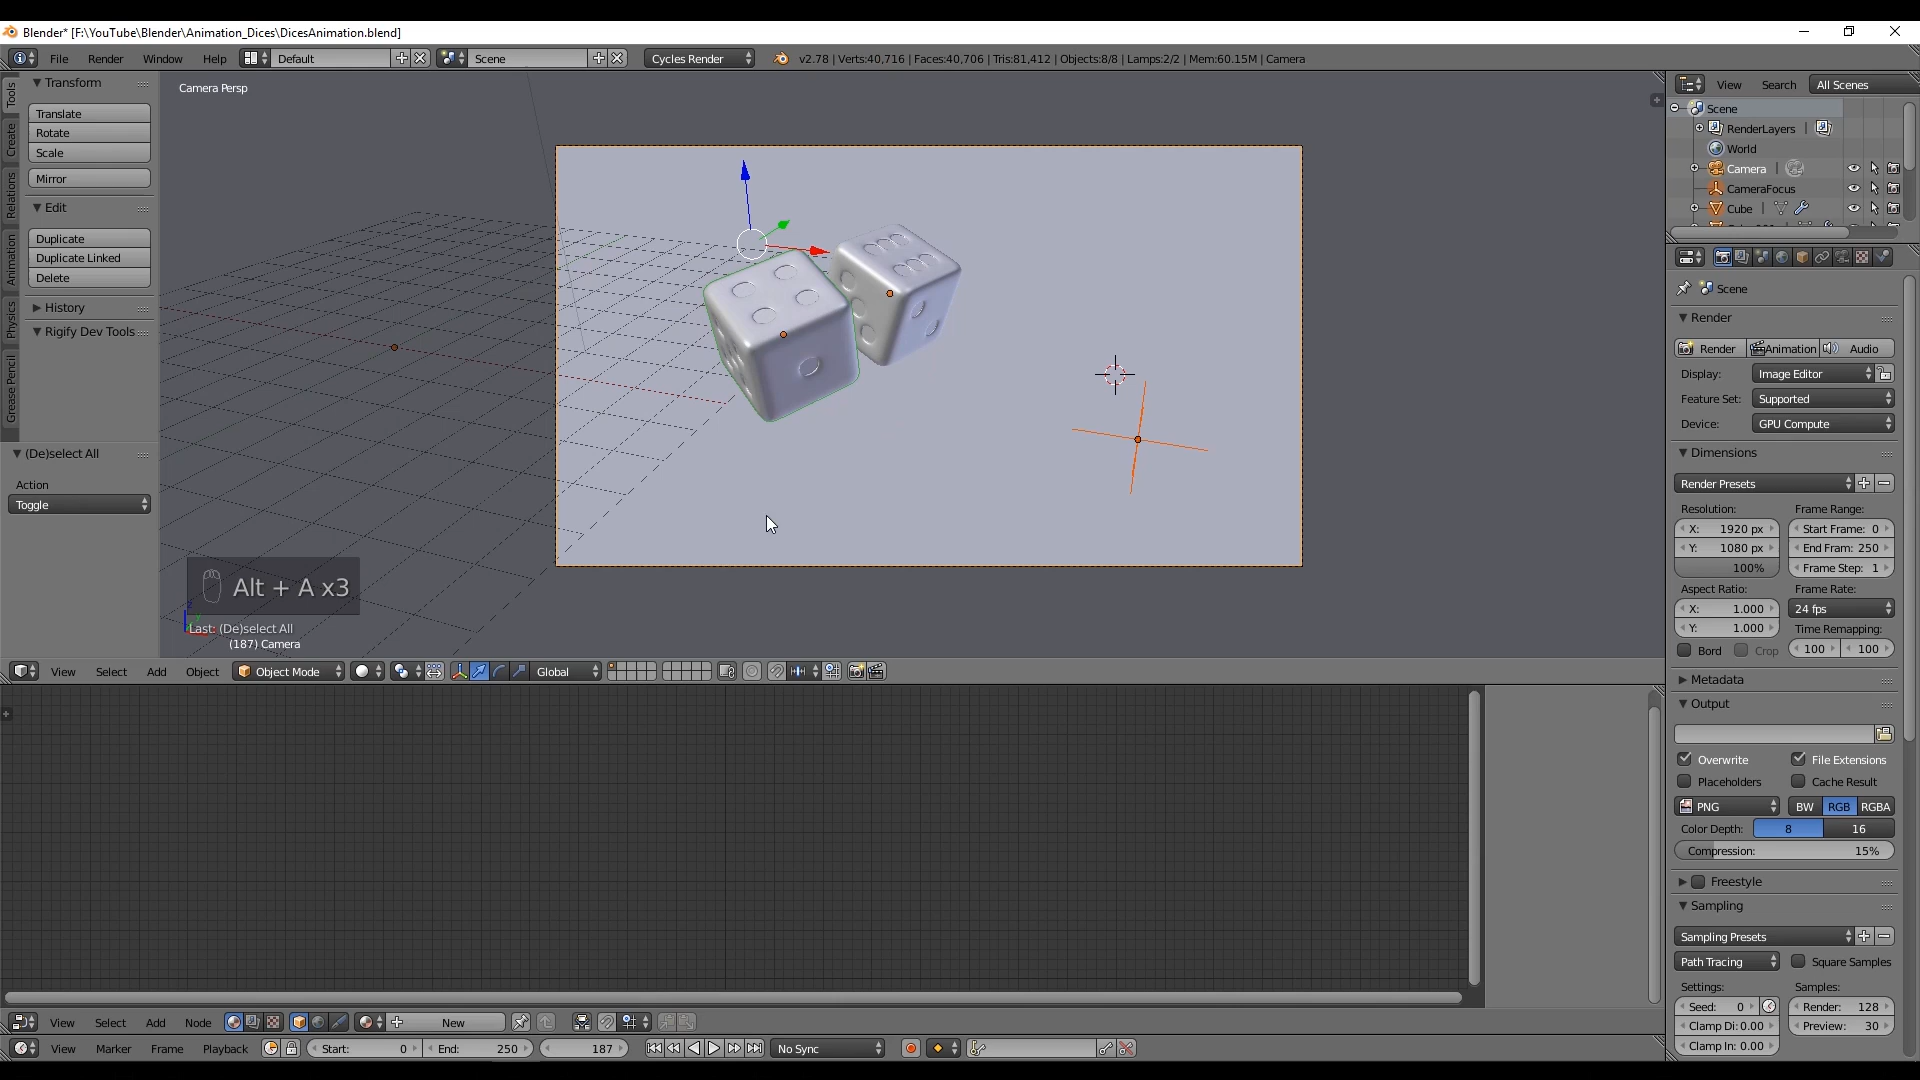 Blender* [F:\YouTube\Blender\Animation_Dices\DicesAnimation.blend]
File Render Window Help Default Scene Cycles Render v2.78 | Verts:40,716 | Faces:40,706 | Tris:81,412 | Objects:8/8 | Lamps:2/2 | Mem:60.15M | Camera
Tools
Create
Relations
Animation
Physics
Grease Pencil
Transform
Translate
Rotate
Scale
Mirror
Edit
Duplicate
Duplicate Linked
Delete
History
Rigify Dev Tools
(De)select All
Action
Toggle
Camera Persp
Alt + A x3
Last: (De)select All
(187) Camera
View Select Add Object Object Mode Global
View Select Add Node New
View Marker Frame Playback Start: 0 End: 250 187 No Sync
View Search All Scenes
Scene
RenderLayers
World
Camera
CameraFocus
Cube
Scene
Render
Render Animation Audio
Display: Image Editor
Feature Set: Supported
Device: GPU Compute
Dimensions
Render Presets
Resolution: Frame Range:
X: 1920 px Start Frame: 0
Y: 1080 px End Fram: 250
100% Frame Step: 1
Aspect Ratio: Frame Rate:
X: 1.000 24 fps
Y: 1.000 Time Remapping:
Bord Crop 100 100
Metadata
Output
Overwrite File Extensions
Placeholders Cache Result
PNG BW RGB RGBA
Color Depth: 8 16
Compression: 15%
Freestyle
Sampling
Sampling Presets
Path Tracing Square Samples
Settings: Samples:
Seed: 0 Render: 128
Clamp Di: 0.00 Preview: 30
Clamp In: 0.00